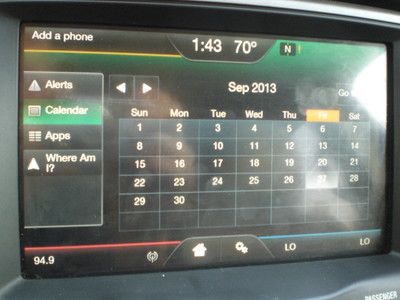 Add a phone
1:43 70° N
Alerts
Calendar
Apps
Where Am I?
Sep 2013
Go
Sun Mon Tue Wed Thu Fri Sat
1 2 3 4 5 6 7
8 9 10 11 12 13 14
15 16 17 18 19 20 21
22 23 24 25 26 27 28
29 30
94.9
LO
LO
PASSENGER